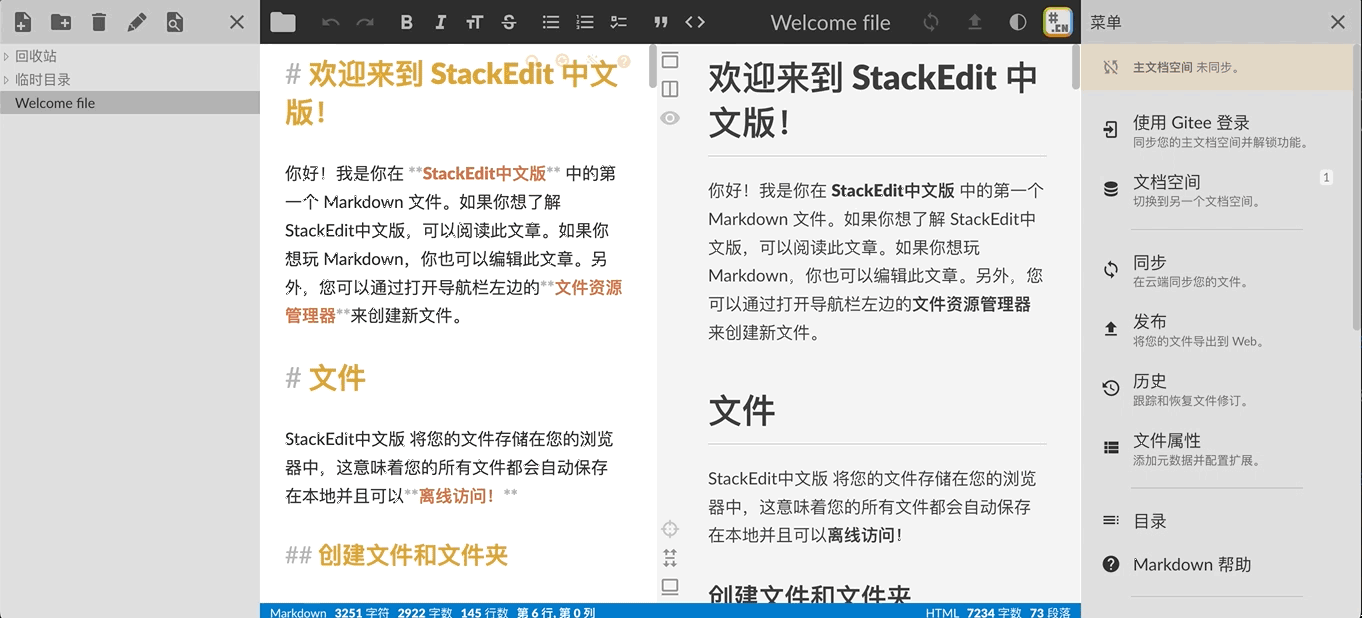 回收站
临时目录
Welcome file
B I
Welcome file
#
.CN
# 欢迎来到 StackEdit 中文
版！
你好！我是你在 **StackEdit中文版** 中的第
一个 Markdown 文件。如果你想了解
StackEdit中文版，可以阅读此文章。如果你
想玩 Markdown，你也可以编辑此文章。另
外，您可以通过打开导航栏左边的**文件资源
管理器**来创建新文件。
# 文件
StackEdit中文版 将您的文件存储在您的浏览
器中，这意味着您的所有文件都会自动保存
在本地并且可以**离线访问！**
## 创建文件和文件夹
Markdown 3251 字符 2922 字数 145 行数 第 6 行, 第 0 列
欢迎来到 StackEdit 中
文版！
你好！我是你在 StackEdit中文版 中的第一个
Markdown 文件。如果你想了解 StackEdit中
文版，可以阅读此文章。如果你想玩
Markdown，你也可以编辑此文章。另外，您
可以通过打开导航栏左边的文件资源管理器
来创建新文件。
文件
StackEdit中文版 将您的文件存储在您的浏览
器中，这意味着您的所有文件都会自动保存
在本地并且可以离线访问！
创建文件和文件夹
HTML 7234 字数 73 段落
菜单
主文档空间 未同步。
使用 Gitee 登录
同步您的主文档空间并解锁功能。
文档空间
1
切换到另一个文档空间。
同步
在云端同步您的文件。
发布
将您的文件导出到 Web。
历史
跟踪和恢复文件修订。
文件属性
添加元数据并配置扩展。
目录
Markdown 帮助